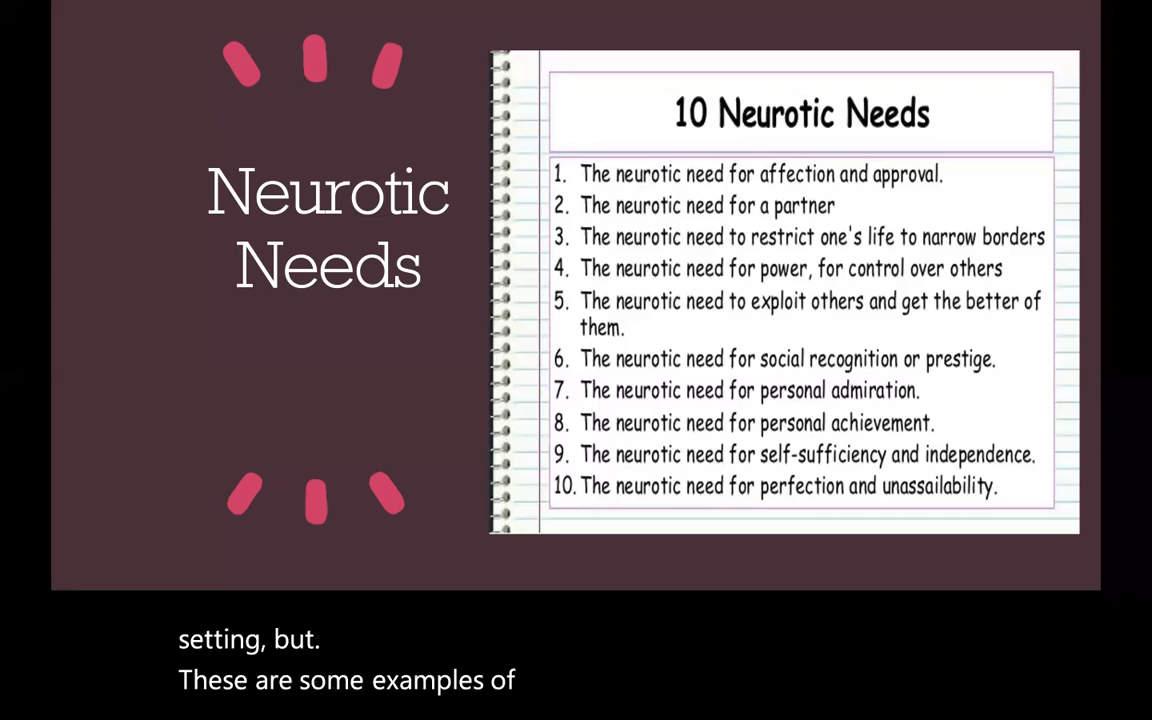 Neurotic
Needs
10 Neurotic Needs
1. The neurotic need for affection and approval.
2. The neurotic need for a partner
3. The neurotic need to restrict one's life to narrow borders
4. The neurotic need for power, for control over others
5. The neurotic need to exploit others and get the better of
them.
6. The neurotic need for social recognition or prestige.
7. The neurotic need for personal admiration.
8. The neurotic need for personal achievement.
9. The neurotic need for self-sufficiency and independence.
10. The neurotic need for perfection and unassailability.
setting, but.
These are some examples of